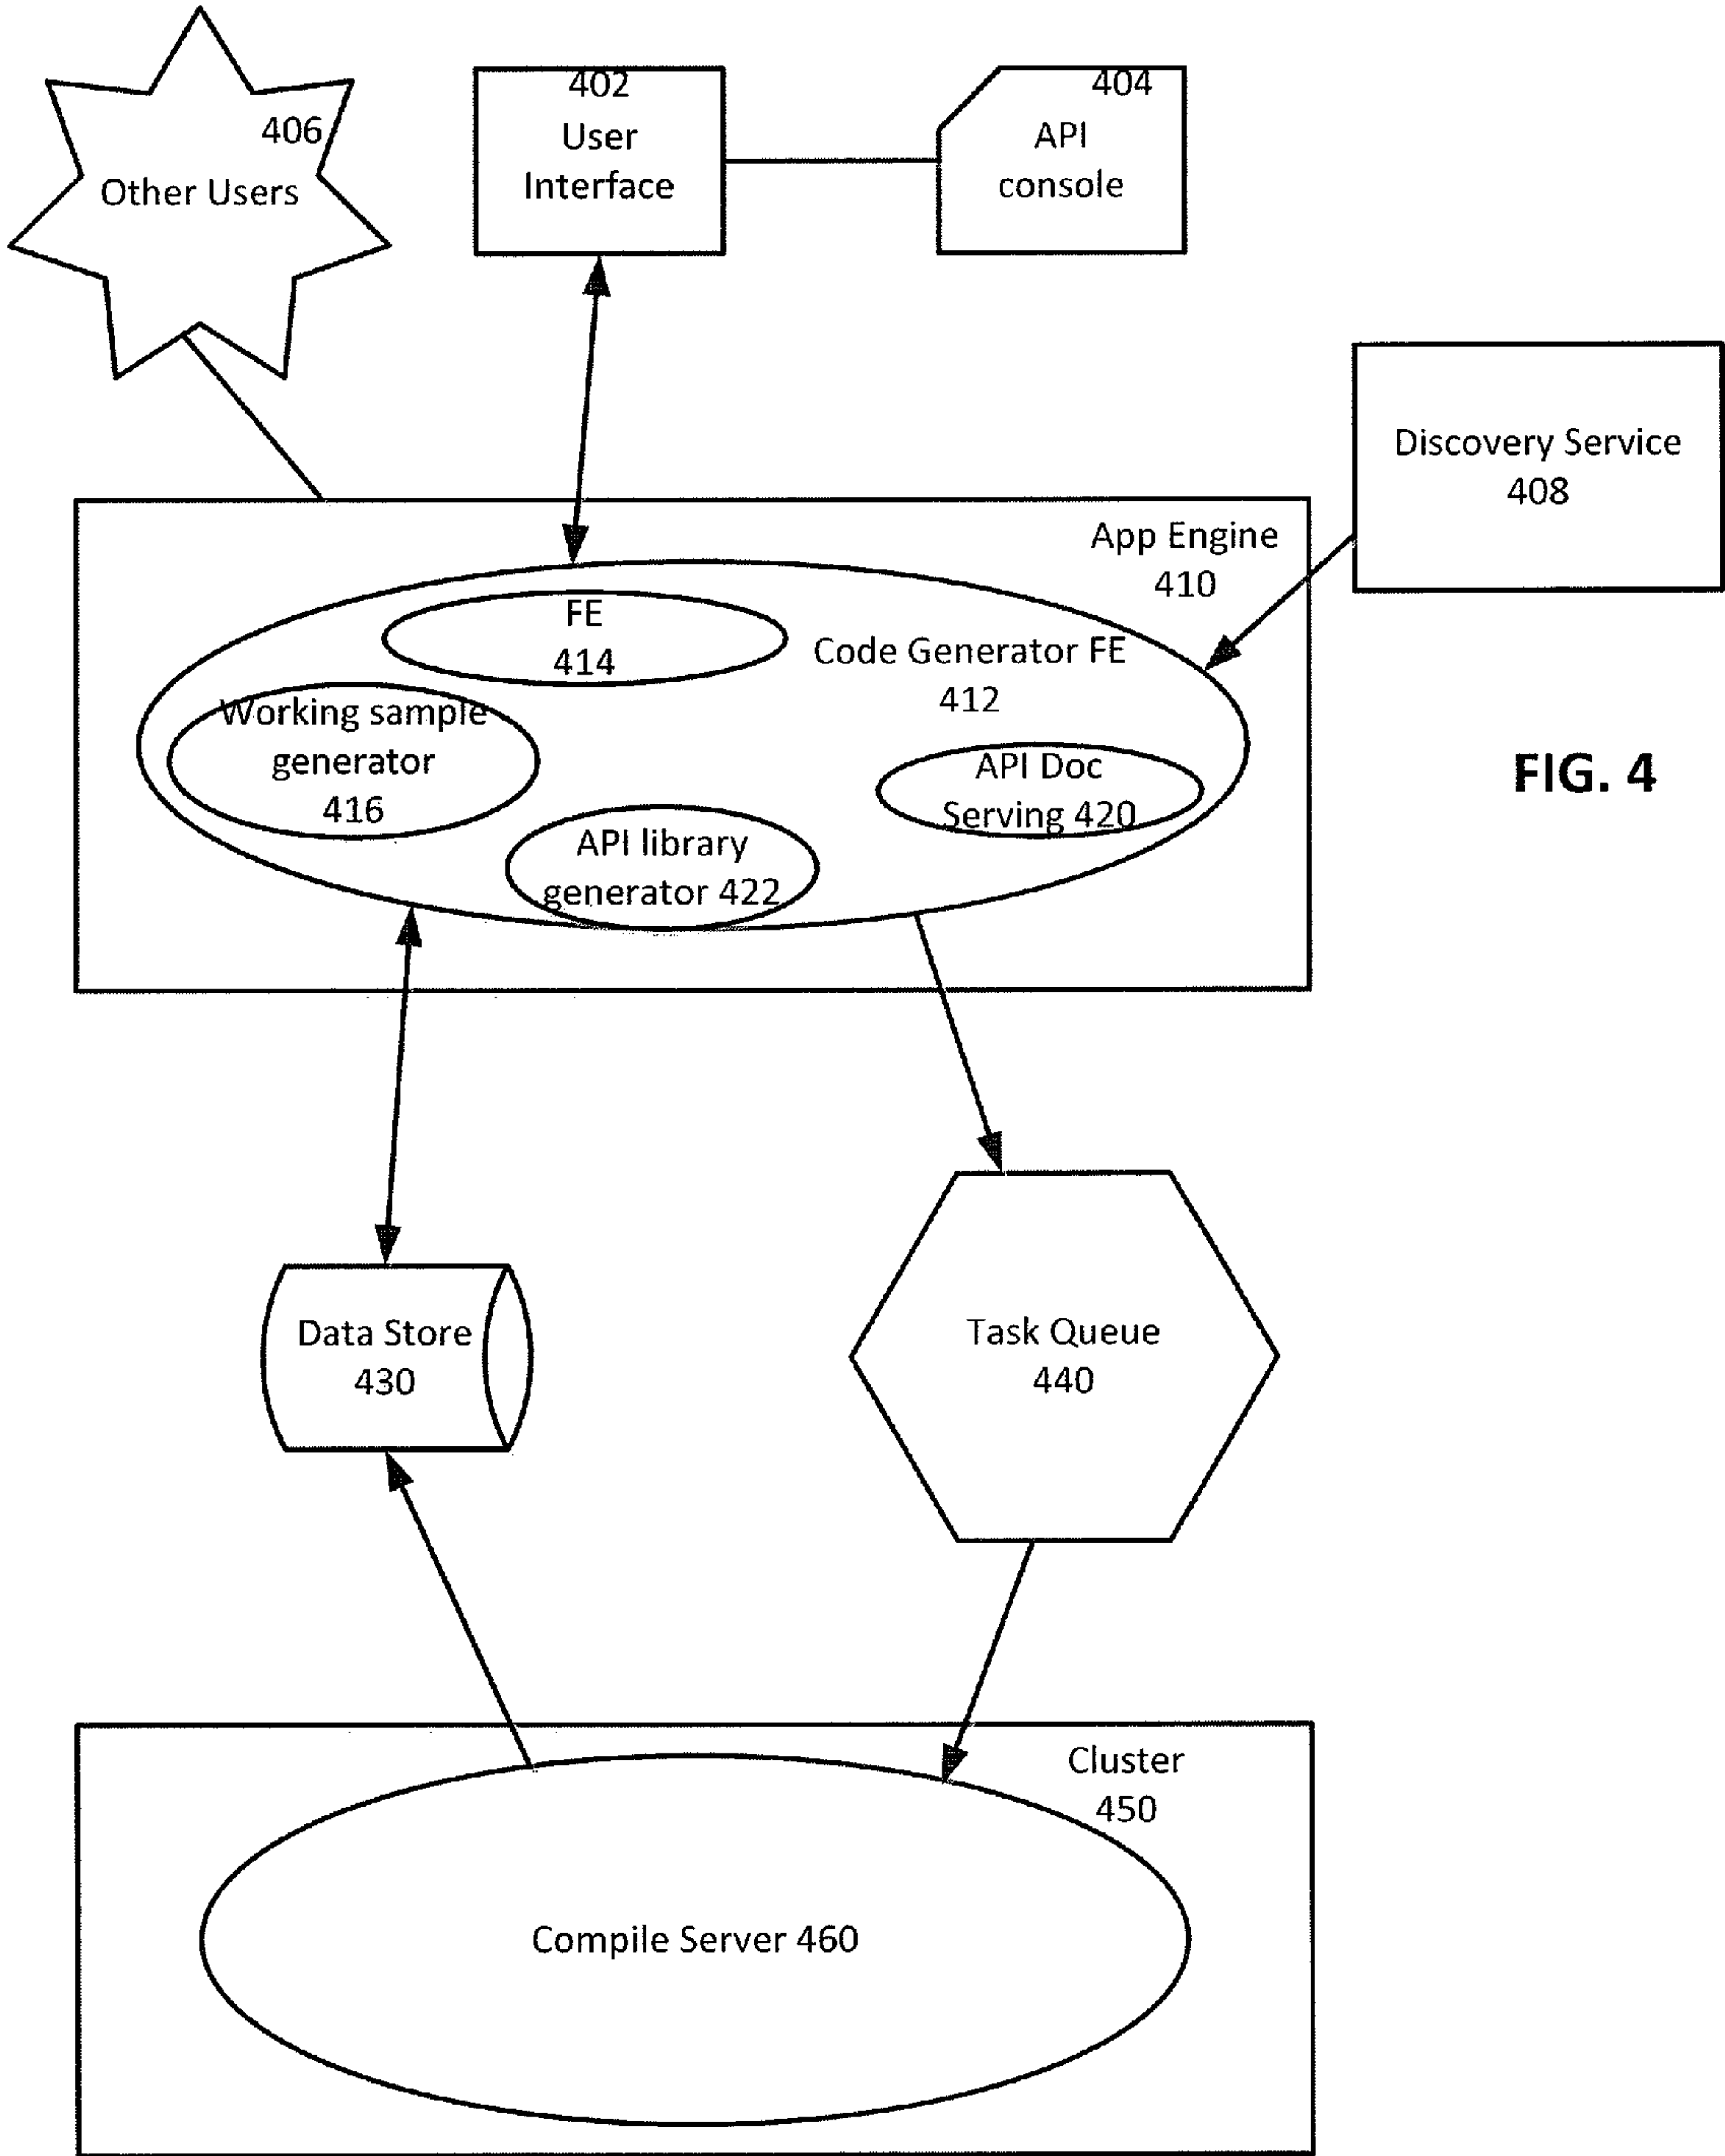 406
Other Users
402
User
Interface
404
API
console
Discovery Service
408
App Engine
410
FE
414
Code Generator FE
412
Working sample
generator
416
API Doc
Serving 420
API library
generator 422
FIG. 4
Data Store
430
Task Queue
440
Cluster
450
Compile Server 460